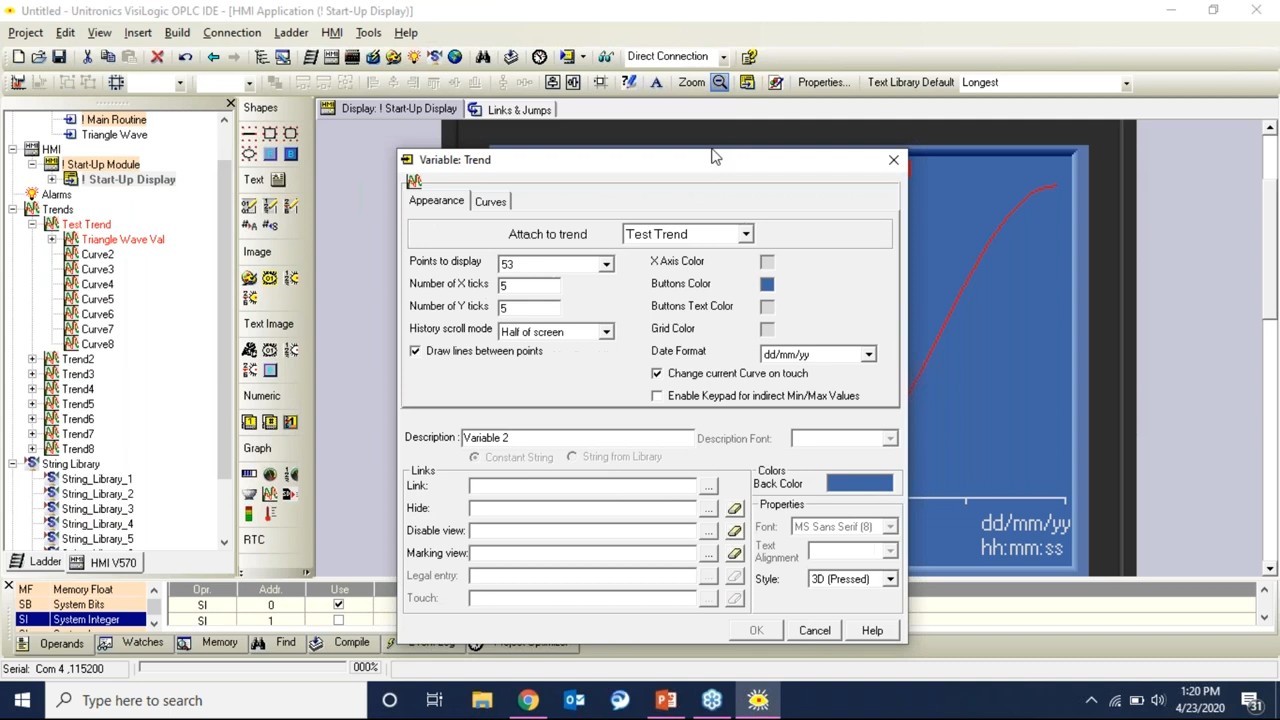 Untitled - Unitronics VisiLogic OPLC IDE - [HMI Application (! Start-Up Display)]
Project Edit View Insert Build Connection Ladder HMI Tools Help
Direct Connection
Zoom Properties... Text Library Default Longest
! Main Routine
Triangle Wave
HMI
! Start-Up Module
! Start-Up Display
Alarms
Trends
Test Trend
Triangle Wave Val
Curve2
Curve3
Curve4
Curve5
Curve6
Curve7
Curve8
Trend2
Trend3
Trend4
Trend5
Trend6
Trend7
Trend8
String Library
String_Library_1
String_Library_2
String_Library_3
String_Library_4
String_Library_5
Ladder HMI V570
Shapes
Text
Image
Text Image
Numeric
Graph
RTC
Display: ! Start-Up Display Links & Jumps
Variable: Trend
Appearance Curves
Attach to trend Test Trend
Points to display 53 X Axis Color
Number of X ticks 5 Buttons Color
Number of Y ticks 5 Buttons Text Color
History scroll mode Half of screen Grid Color
Draw lines between points Date Format dd/mm/yy
Change current Curve on touch
Enable Keypad for indirect Min/Max Values
Description : Variable 2 Description Font:
Constant String String from Library
Links
Link: ...
Hide: ...
Disable view: ...
Marking view: ...
Legal entry: ...
Touch: ...
Colors
Back Color
Properties
Font: MS Sans Serif (8)
Text Alignment
Style: 3D (Pressed)
OK Cancel Help
dd/mm/yy
hh:mm:ss
MF Memory Float
SB System Bits
SI System Integer
Opr. Addr. Use
SI 0
SI 1
Operands Watches Memory Find Compile
Serial: Com 4 ,115200 000%
Type here to search
1:20 PM
4/23/2020
31